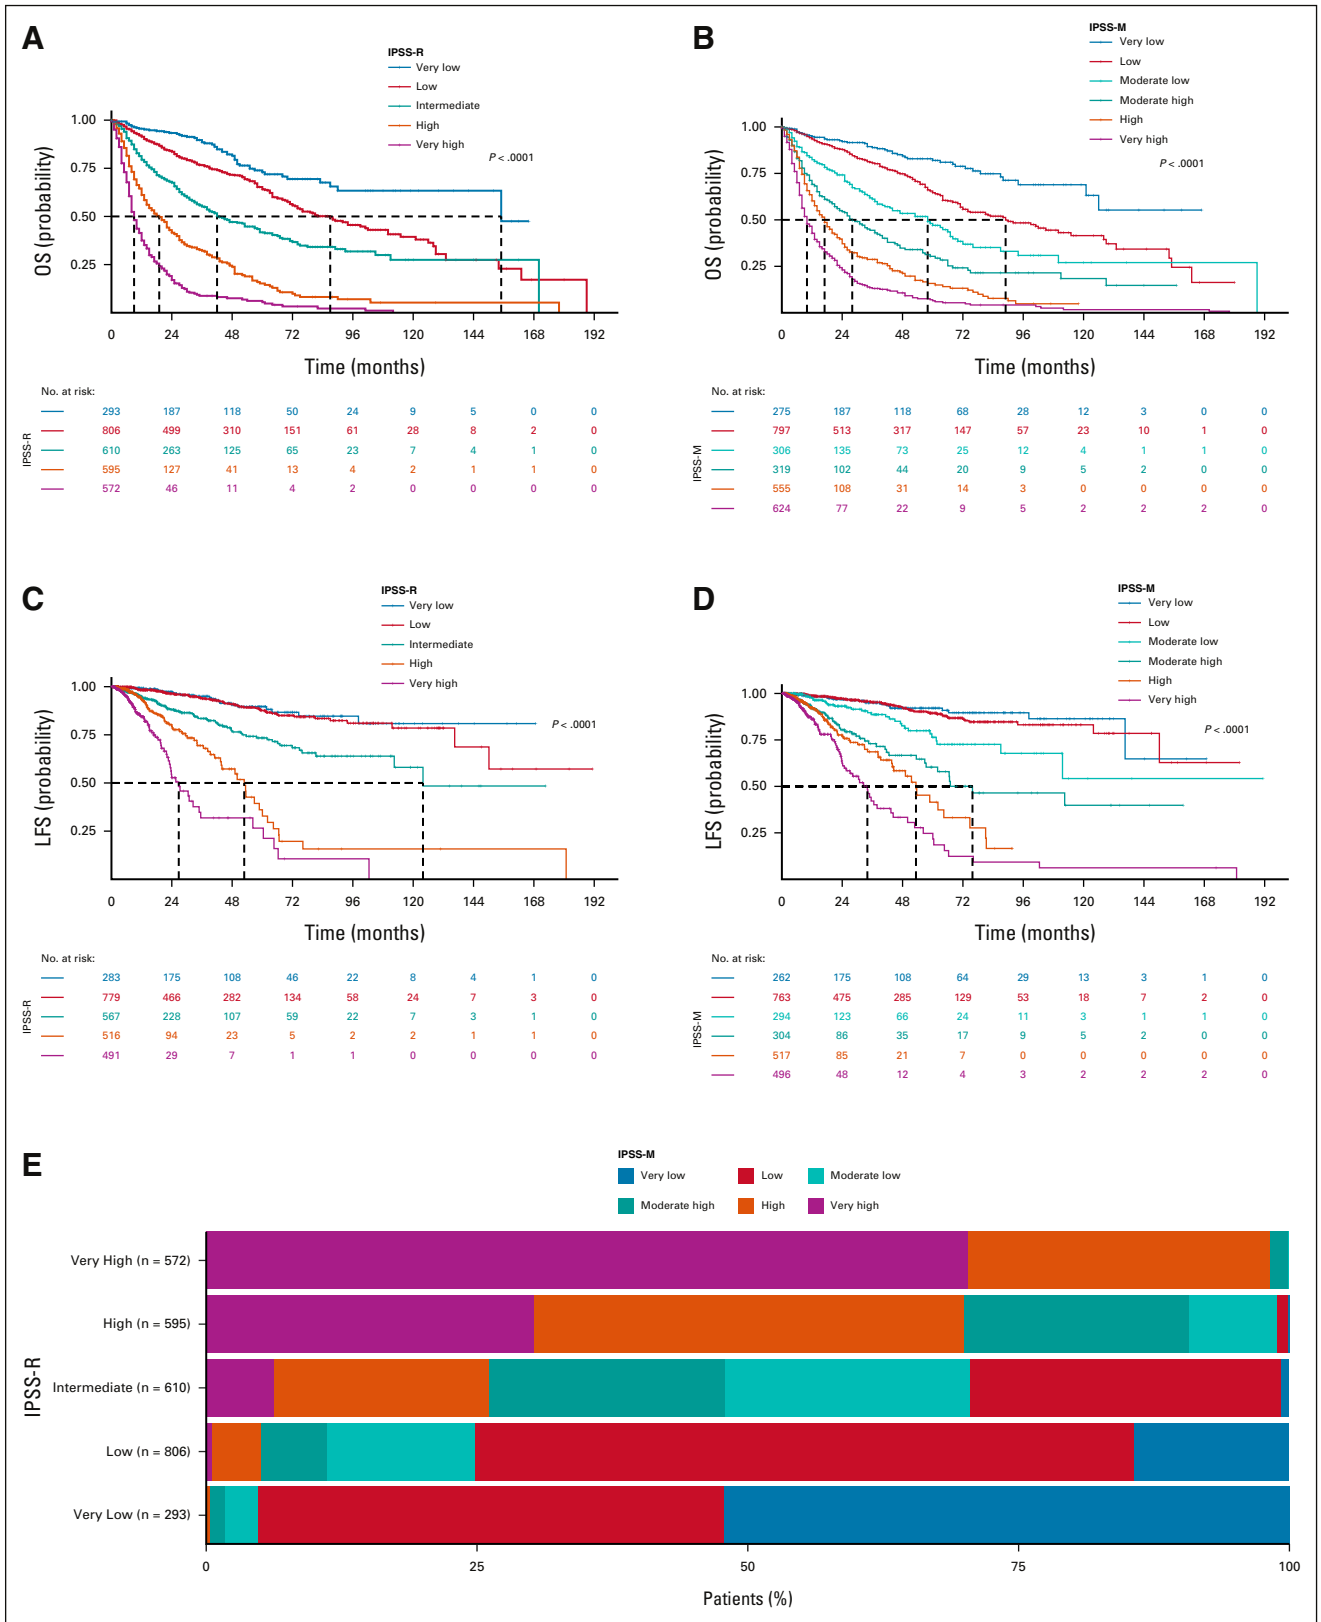 A
IPSS-R
Very low
Low
Intermediate
High
Very high
P < .0001
OS (probability)
1.00
0.75
0.50
0.25
0 24 48 72 96 120 144 168 192
Time (months)
No. at risk:
IPSS-R
293 187 118 50 24 9 5 0 0
806 499 310 151 61 28 8 2 0
610 263 125 65 23 7 4 1 0
595 127 41 13 4 2 1 1 0
572 46 11 4 2 0 0 0 0
B
IPSS-M
Very low
Low
Moderate low
Moderate high
High
Very high
P < .0001
OS (probability)
1.00
0.75
0.50
0.25
0 24 48 72 96 120 144 168 192
Time (months)
No. at risk:
IPSS-M
275 187 118 68 28 12 3 0 0
797 513 317 147 57 23 10 1 0
306 135 73 25 12 4 1 1 0
319 102 44 20 9 5 2 0 0
555 108 31 14 3 0 0 0 0
624 77 22 9 5 2 2 2 0
C
IPSS-R
Very low
Low
Intermediate
High
Very high
P < .0001
LFS (probability)
1.00
0.75
0.50
0.25
0 24 48 72 96 120 144 168 192
Time (months)
No. at risk:
IPSS-R
283 175 108 46 22 8 4 1 0
779 466 282 134 58 24 7 3 0
567 228 107 59 22 7 3 1 0
516 94 23 5 2 2 1 1 0
491 29 7 1 1 0 0 0 0
D
IPSS-M
Very low
Low
Moderate low
Moderate high
High
Very high
P < .0001
LFS (probability)
1.00
0.75
0.50
0.25
0 24 48 72 96 120 144 168 192
Time (months)
No. at risk:
IPSS-M
262 175 108 64 29 13 3 1 0
763 475 285 129 53 18 7 2 0
294 123 66 24 11 3 1 1 0
304 86 35 17 9 5 2 0 0
517 85 21 7 0 0 0 0 0
496 48 12 4 3 2 2 2 0
E
IPSS-M
Very low Low Moderate low
Moderate high High Very high
IPSS-R
Very High (n = 572)
High (n = 595)
Intermediate (n = 610)
Low (n = 806)
Very Low (n = 293)
0 25 50 75 100
Patients (%)